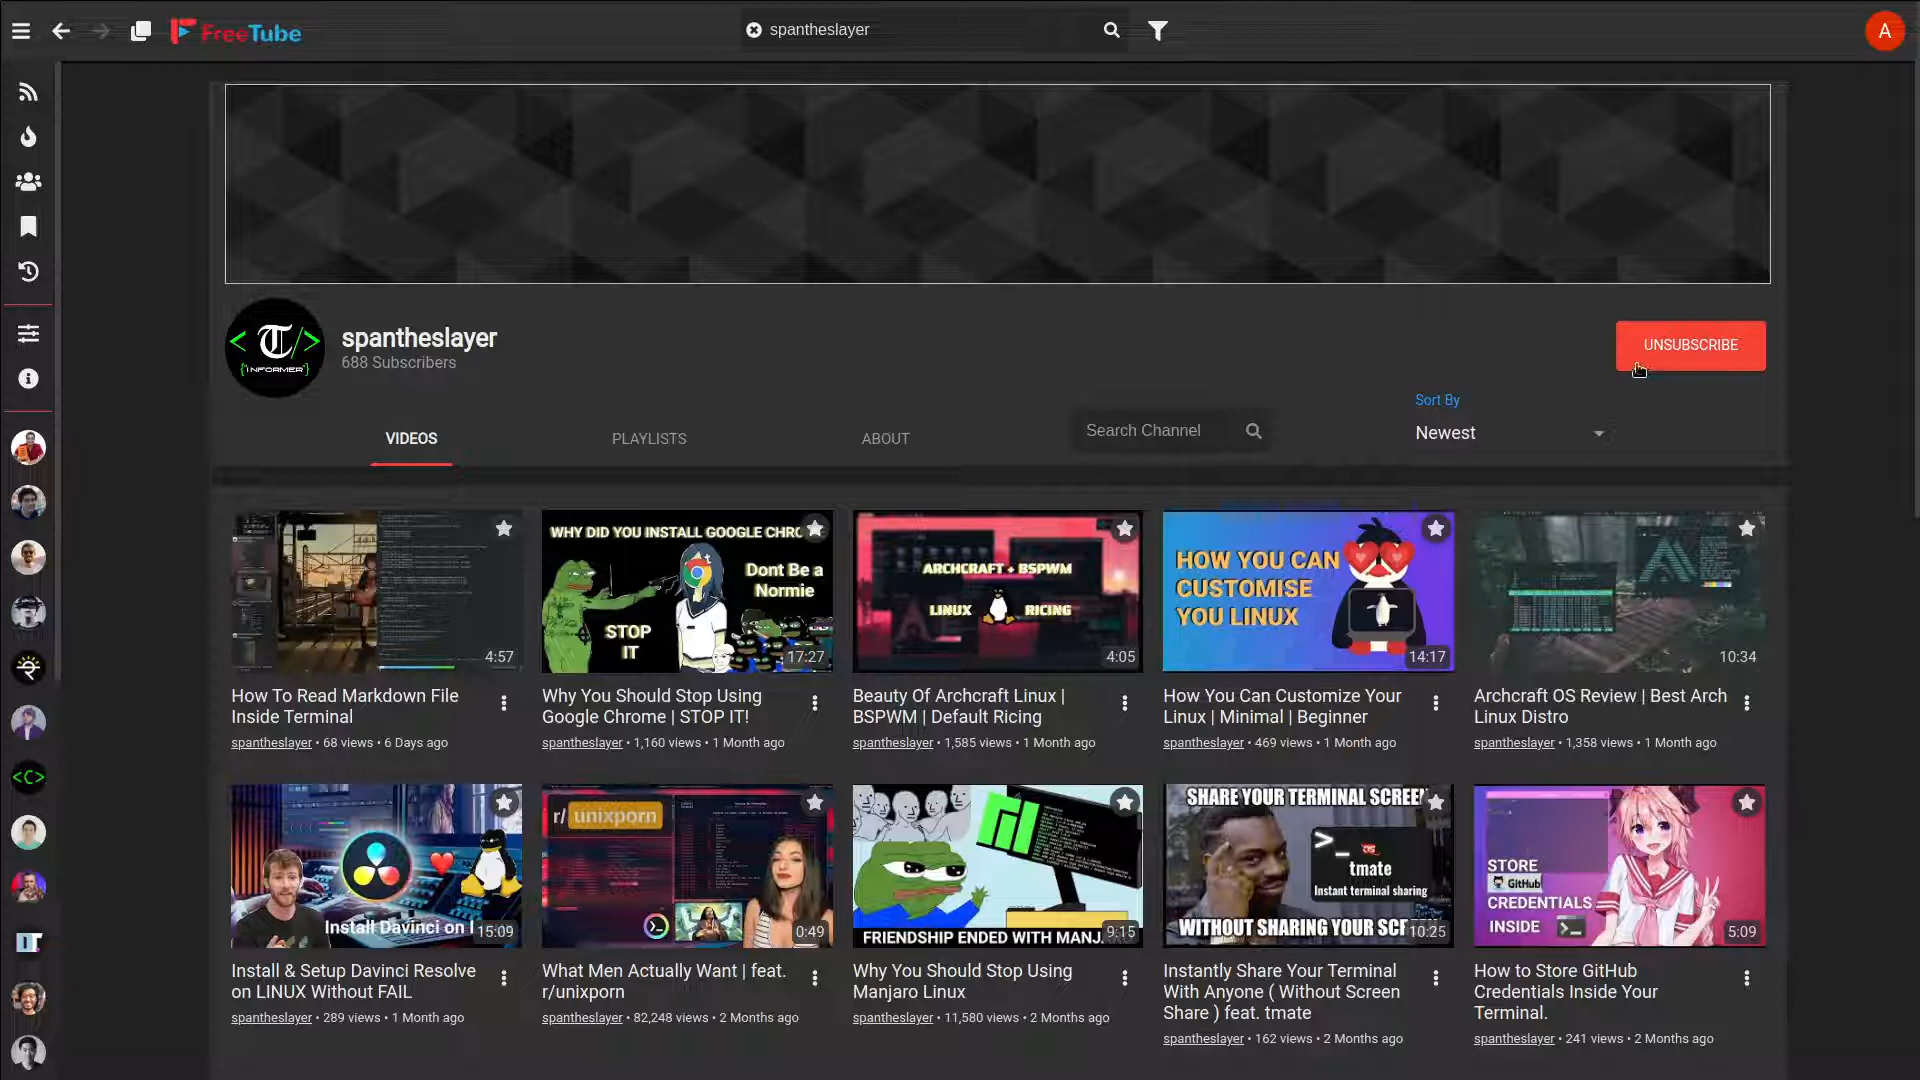 FreeTube
spantheslayer
A
spantheslayer
688 Subscribers
UNSUBSCRIBE
Sort By
Newest
VIDEOS
PLAYLISTS
ABOUT
Search Channel
4:57
How To Read Markdown File
Inside Terminal
spantheslayer • 68 views • 6 Days ago
WHY DID YOU INSTALL GOOGLE
Dont Be a
Normie
STOP
IT
17:27
Why You Should Stop Using
Google Chrome | STOP IT!
spantheslayer • 1,160 views • 1 Month ago
ARCHCRAFT + BSPWM
LINUX RICING
4:05
Beauty Of Archcraft Linux |
BSPWM | Default Ricing
spantheslayer • 1,585 views • 1 Month ago
HOW YOU CAN
CUSTOMISE
YOU LINUX
14:17
How You Can Customize Your
Linux | Minimal | Beginner
spantheslayer • 469 views • 1 Month ago
10:34
Archcraft OS Review | Best Arch
Linux Distro
spantheslayer • 1,358 views • 1 Month ago
Install Davinci on
15:09
Install & Setup Davinci Resolve
on LINUX Without FAIL
spantheslayer • 289 views • 1 Month ago
r/ unixporn
0:49
What Men Actually Want | feat.
r/unixporn
spantheslayer • 82,248 views • 2 Months ago
FRIENDSHIP ENDED WITH
9:15
Why You Should Stop Using
Manjaro Linux
spantheslayer • 11,580 views • 2 Months ago
SHARE YOUR TERMINAL SCREEN
tmate
Instant terminal sharing
WITHOUT SHARING YOUR
10:25
Instantly Share Your Terminal
With Anyone ( Without Screen
Share ) feat. tmate
spantheslayer • 162 views • 2 Months ago
STORE
GitHub
CREDENTIALS
INSIDE
5:09
How to Store GitHub
Credentials Inside Your
Terminal.
spantheslayer • 241 views • 2 Months ago